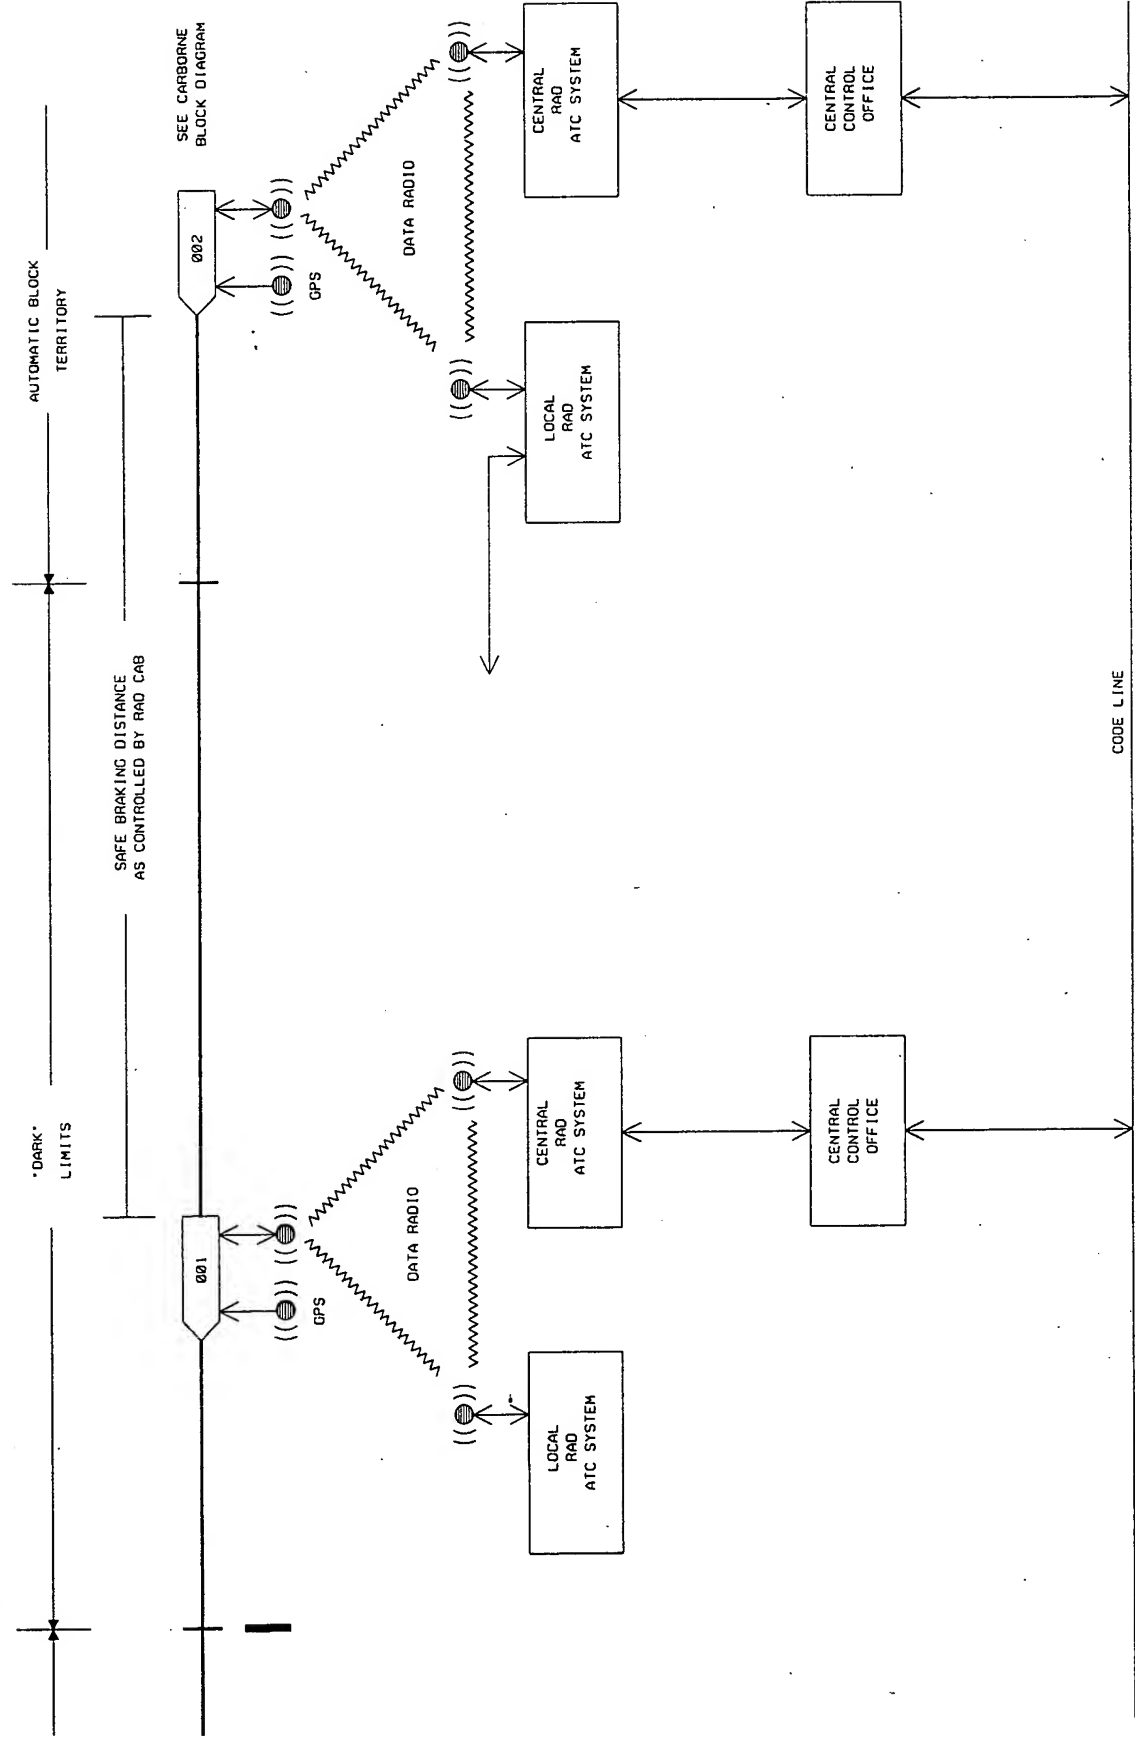 "DARK"
LIMITS
AUTOMATIC BLOCK
TERRITORY
SAFE BRAKING DISTANCE
AS CONTROLLED BY RAD CAB
SEE CARBORNE
BLOCK DIAGRAM
001
002
GPS
GPS
DATA RADIO
DATA RADIO
LOCAL
RAD
ATC SYSTEM
CENTRAL
RAD
ATC SYSTEM
LOCAL
RAD
ATC SYSTEM
CENTRAL
RAD
ATC SYSTEM
CENTRAL
CONTROL
OFFICE
CENTRAL
CONTROL
OFFICE
CODE LINE